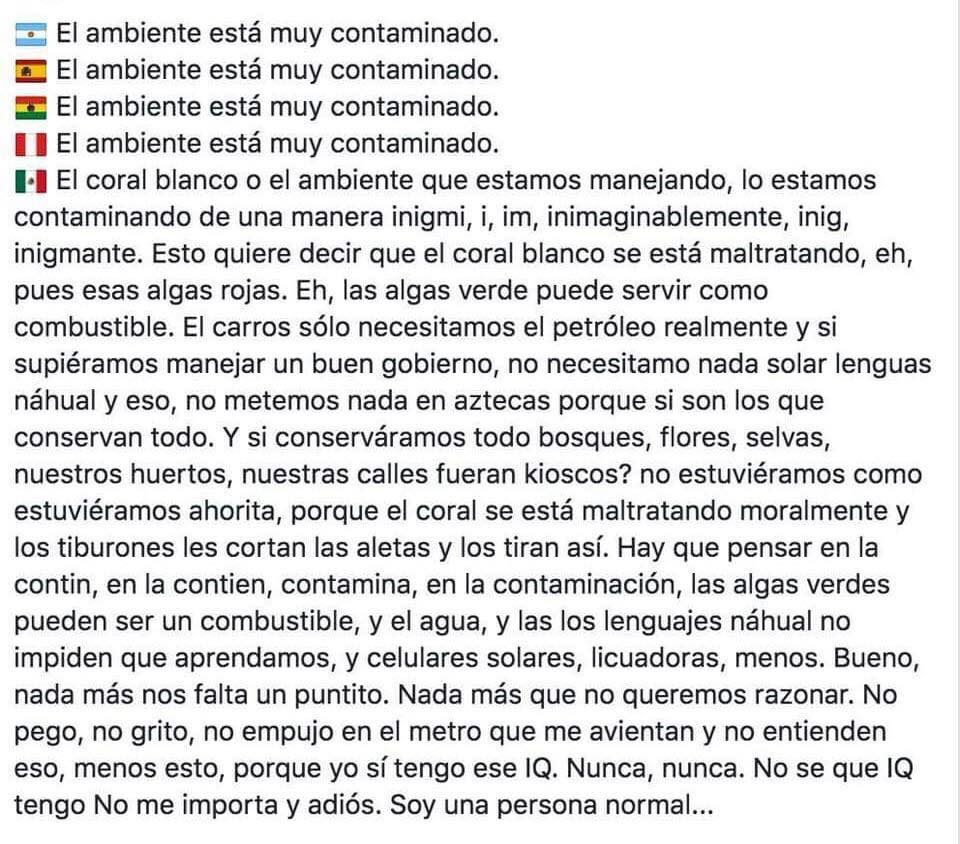 🇦🇷 El ambiente está muy contaminado.
🇪🇸 El ambiente está muy contaminado.
🇧🇴 El ambiente está muy contaminado.
🇵🇪 El ambiente está muy contaminado.
🇲🇽 El coral blanco o el ambiente que estamos manejando, lo estamos
contaminando de una manera inigmi, i, im, inimaginablemente, inig,
inigmante. Esto quiere decir que el coral blanco se está maltratando, eh,
pues esas algas rojas. Eh, las algas verde puede servir como
combustible. El carros sólo necesitamos el petróleo realmente y si
supiéramos manejar un buen gobierno, no necesitamo nada solar lenguas
náhual y eso, no metemos nada en aztecas porque si son los que
conservan todo. Y si conserváramos todo bosques, flores, selvas,
nuestros huertos, nuestras calles fueran kioscos? no estuviéramos como
estuviéramos ahorita, porque el coral se está maltratando moralmente y
los tiburones les cortan las aletas y los tiran así. Hay que pensar en la
contin, en la contien, contamina, en la contaminación, las algas verdes
pueden ser un combustible, y el agua, y las los lenguajes náhual no
impiden que aprendamos, y celulares solares, licuadoras, menos. Bueno,
nada más nos falta un puntito. Nada más que no queremos razonar. No
pego, no grito, no empujo en el metro que me avientan y no entienden
eso, menos esto, porque yo sí tengo ese IQ. Nunca, nunca. No se que IQ
tengo No me importa y adiós. Soy una persona normal...